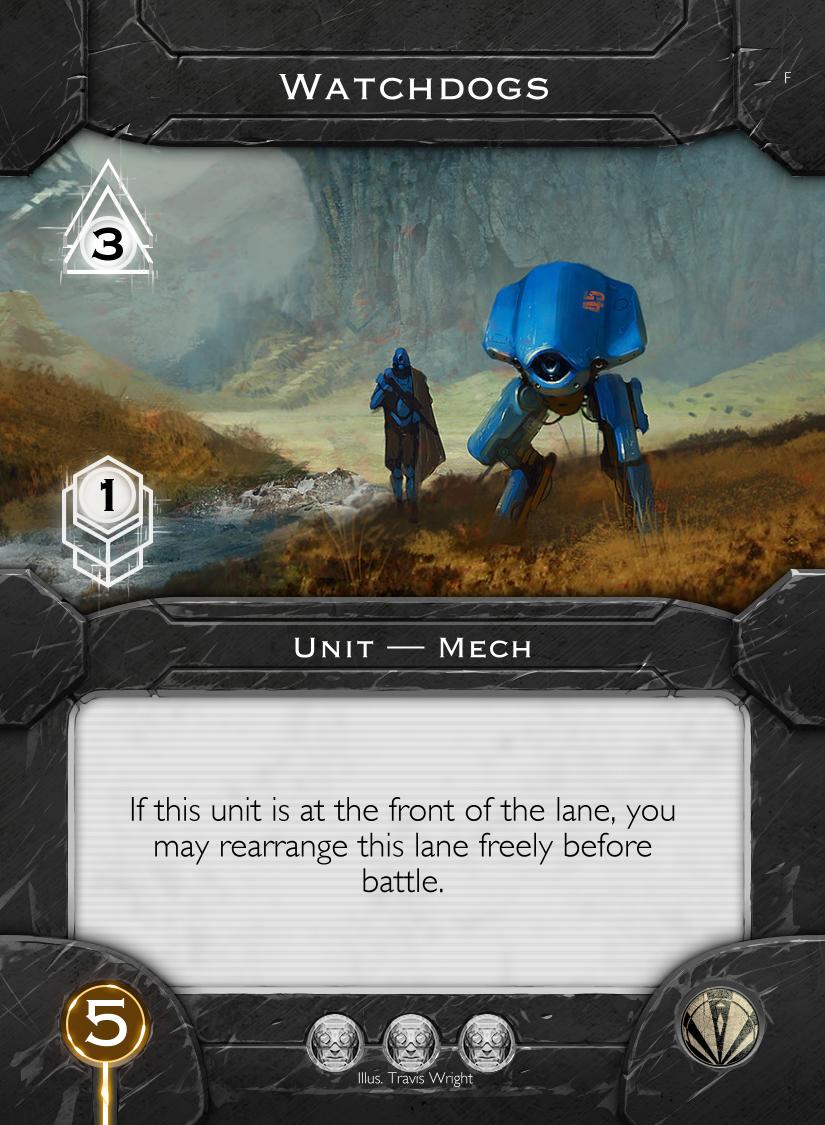 Watchdogs
F
3
45
1
Unit — Mech
If this unit is at the front of the lane, you
may rearrange this lane freely before
battle.
5
Illus. Travis Wright